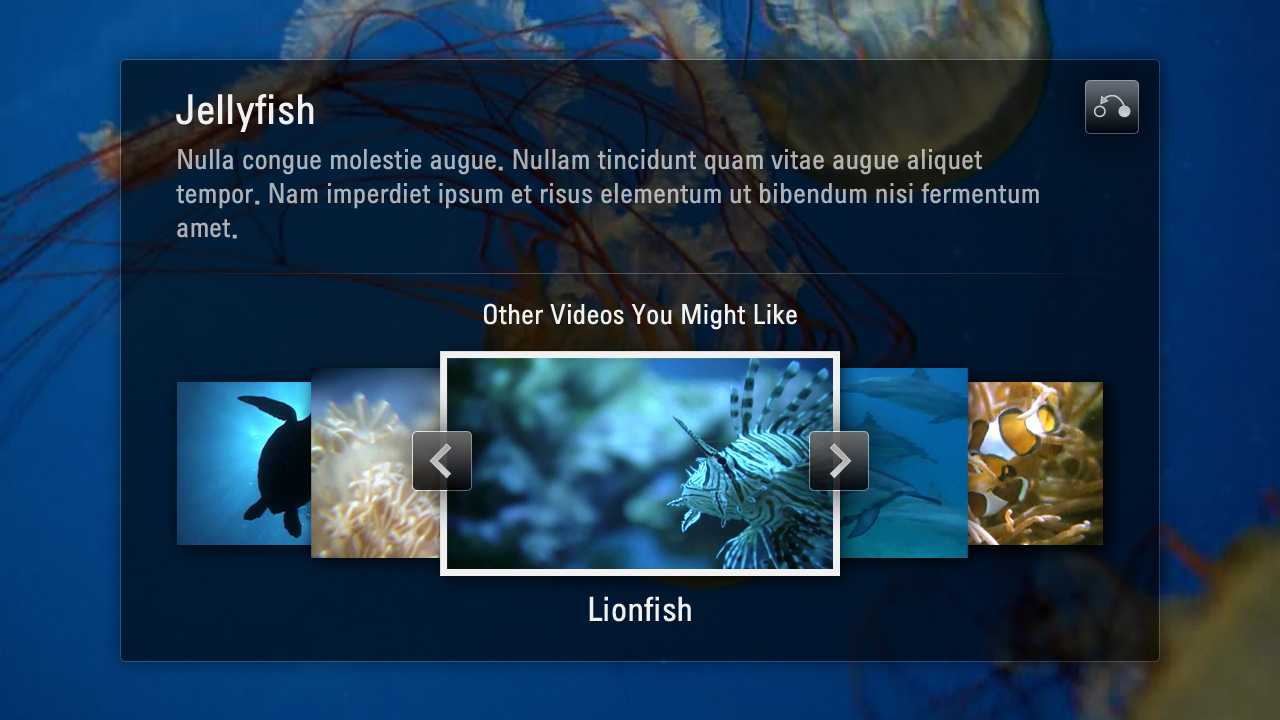 Jellyfish
Nulla congue molestie augue. Nullam tincidunt quam vitae augue aliquet
tempor. Nam imperdiet ipsum et risus elementum ut bibendum nisi fermentum
amet.
Other Videos You Might Like
Lionfish